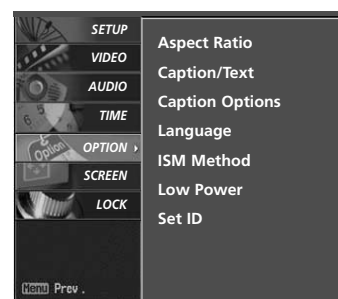 SETUP
VIDEO
AUDIO
TIME
OPTION
SCREEN
LOCK
Menu Prev.
Aspect Ratio
Caption/Text
Caption Options
Language
ISM Method
Low Power
Set ID